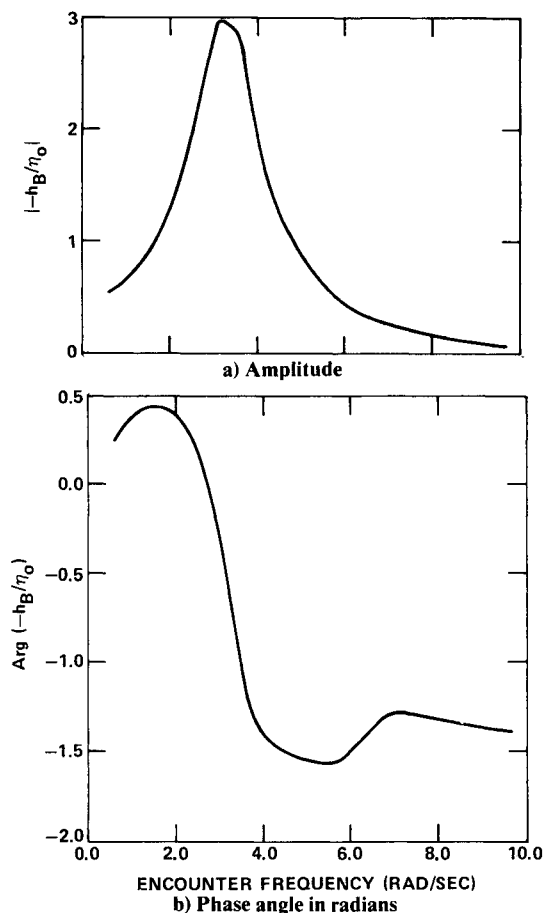 3
2
1
0
|−h_B/η_o|
a) Amplitude
0.5
0.0
−0.5
−1.0
−1.5
−2.0
Arg (−h_B/η_o)
0.0 2.0 4.0 6.0 8.0 10.0
ENCOUNTER FREQUENCY (RAD/SEC)
b) Phase angle in radians